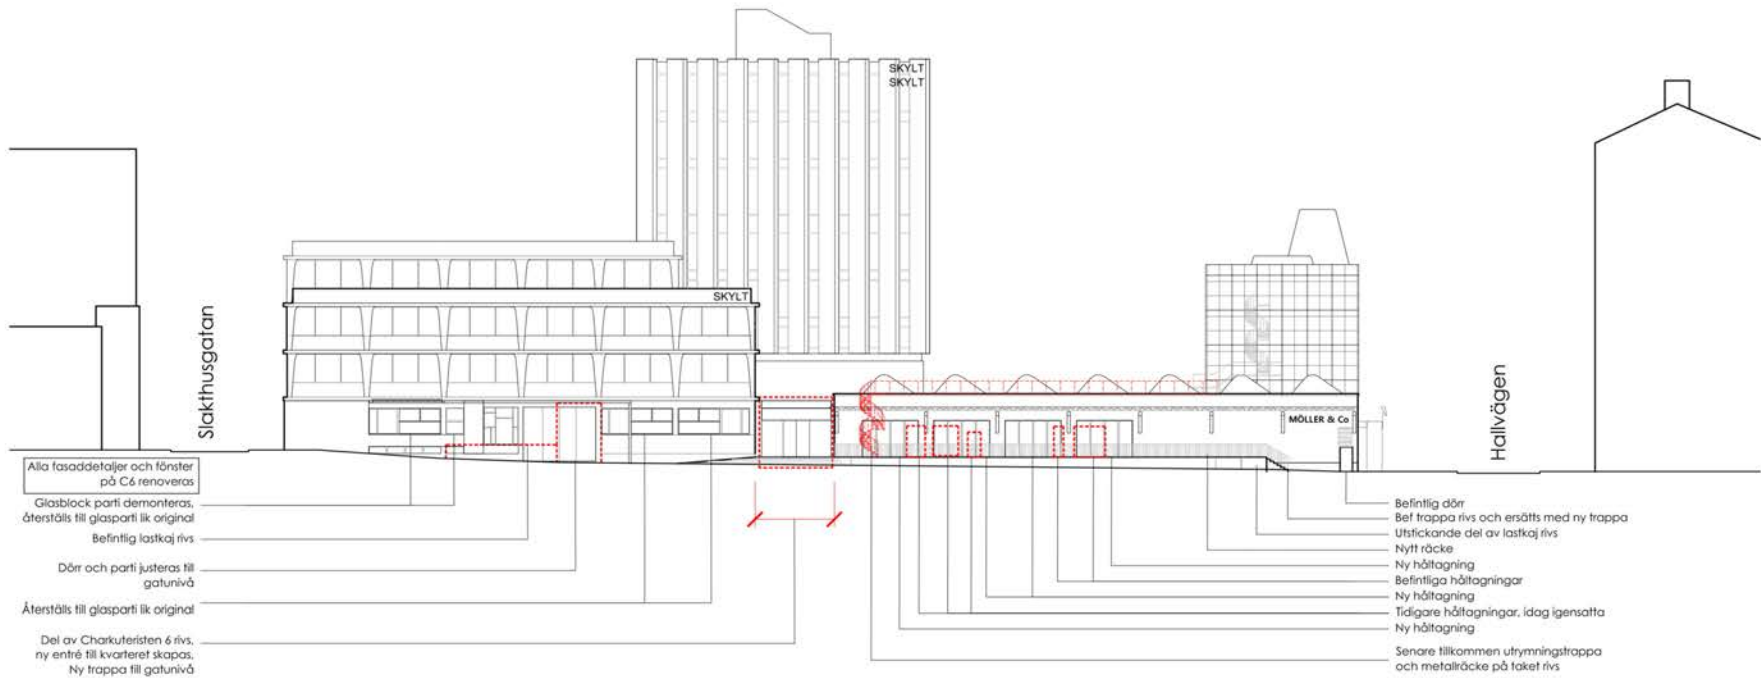 SKYLT
SKYLT
SKYLT
Slakthusgatan
MÖLLER & Co
Hallvägen
Alla fasaddetaljer och fönster
på C6 renoveras
Glasblock parti demonteras,
återställs till glasparti lik original
Befintlig lastkaj rivs
Dörr och parti justeras till
gatunivå
Återställs till glasparti lik original
Del av Charkuteristen 6 rivs,
ny entré till kvarteret skapas,
Ny trappa till gatunivå
Befintlig dörr
Bef trappa rivs och ersätts med ny trappa
Utstickande del av lastkaj rivs
Nytt räcke
Ny håltagning
Befintliga håltagningar
Ny håltagning
Tidigare håltagningar, idag igensatta
Ny håltagning
Senare tillkommen utrymningstrappa
och metallräcke på taket rivs